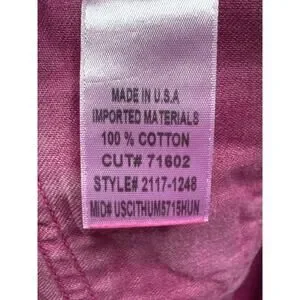 MADE IN U.S.A
IMPORTED MATERIALS
100 % COTTON
CUT# 71602
STYLE# 2117-1248
MID# USCITHUM5715HUN